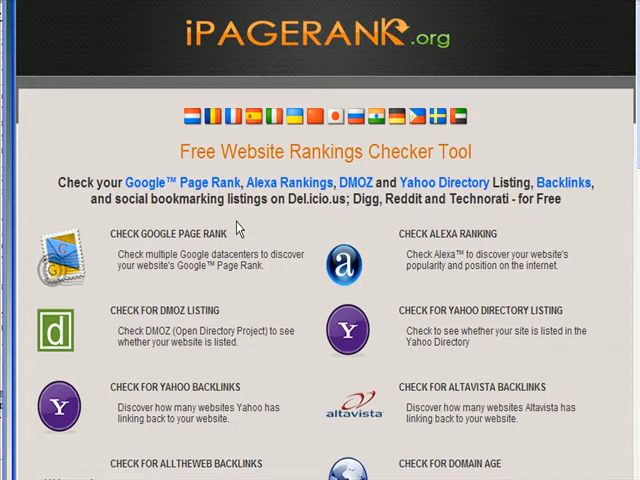 iPAGERANK.org
Free Website Rankings Checker Tool
Check your Google™ Page Rank, Alexa Rankings, DMOZ and Yahoo Directory Listing, Backlinks,
and social bookmarking listings on Del.icio.us; Digg, Reddit and Technorati - for Free
CHECK GOOGLE PAGE RANK
Check multiple Google datacenters to discover
your website's Google™ Page Rank.
a
CHECK ALEXA RANKING
Check Alexa™ to discover your website's
popularity and position on the internet.
d
CHECK FOR DMOZ LISTING
Check DMOZ (Open Directory Project) to see
whether your website is listed.
Y
CHECK FOR YAHOO DIRECTORY LISTING
Check to see whether your site is listed in the
Yahoo Directory
Y
CHECK FOR YAHOO BACKLINKS
Discover how many websites Yahoo has
linking back to your website.
altavista
CHECK FOR ALTAVISTA BACKLINKS
Discover how many websites Altavista has
linking back to your website.
CHECK FOR ALLTHEWEB BACKLINKS
CHECK FOR DOMAIN AGE